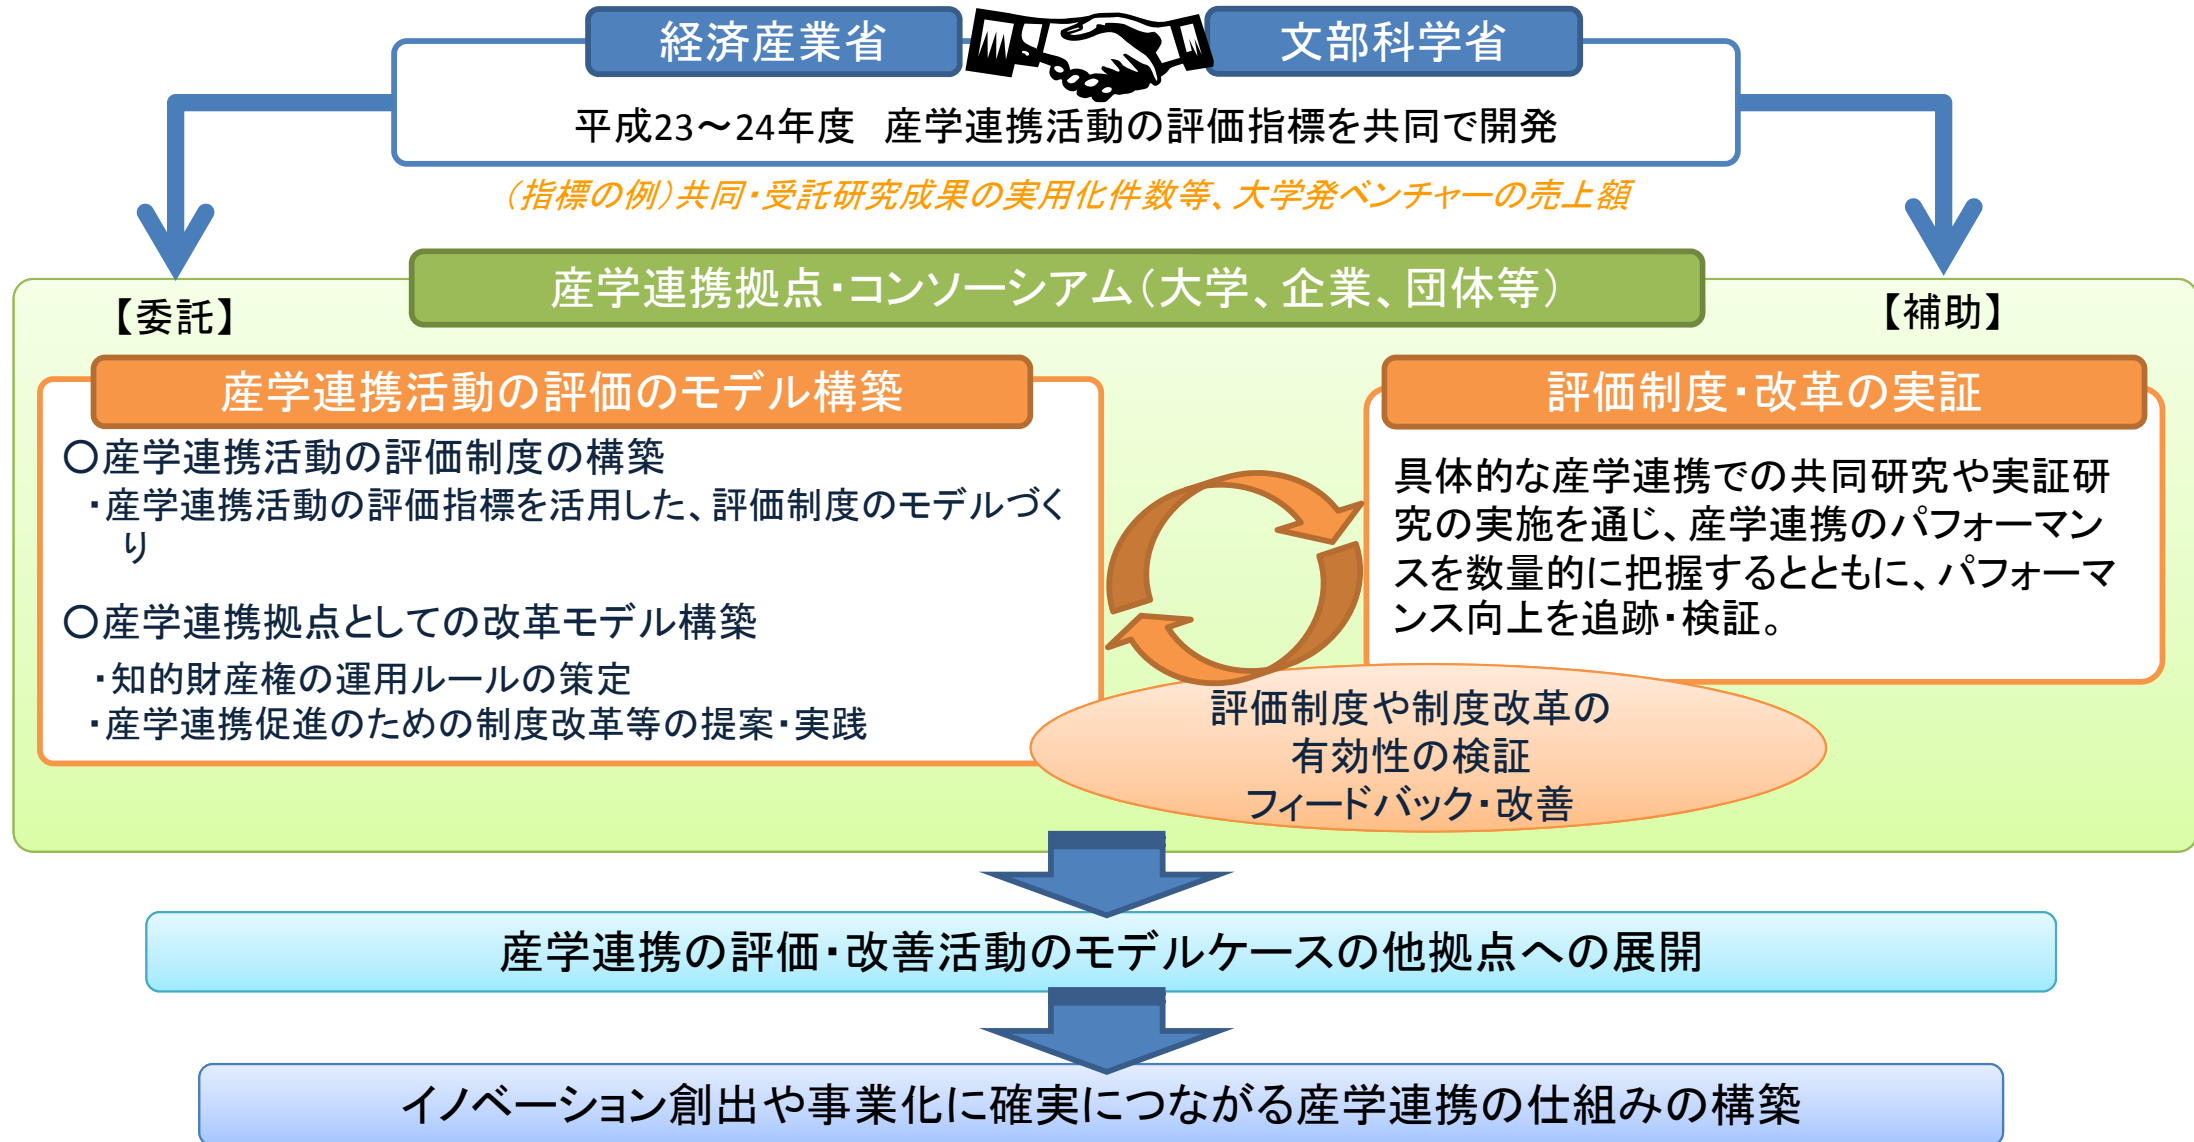 経済産業省
文部科学省
平成23～24年度　産学連携活動の評価指標を共同で開発
（指標の例）共同・受託研究成果の実用化件数等、大学発ベンチャーの売上額
産学連携拠点・コンソーシアム（大学、企業、団体等）
【委託】
【補助】
産学連携活動の評価のモデル構築
○産学連携活動の評価制度の構築
・産学連携活動の評価指標を活用した、評価制度のモデルづく
り
○産学連携拠点としての改革モデル構築
・知的財産権の運用ルールの策定
・産学連携促進のための制度改革等の提案・実践
評価制度・改革の実証
具体的な産学連携での共同研究や実証研
究の実施を通じ、産学連携のパフォーマン
スを数量的に把握するとともに、パフォーマ
ンス向上を追跡・検証。
評価制度や制度改革の
有効性の検証
フィードバック・改善
産学連携の評価・改善活動のモデルケースの他拠点への展開
イノベーション創出や事業化に確実につながる産学連携の仕組みの構築